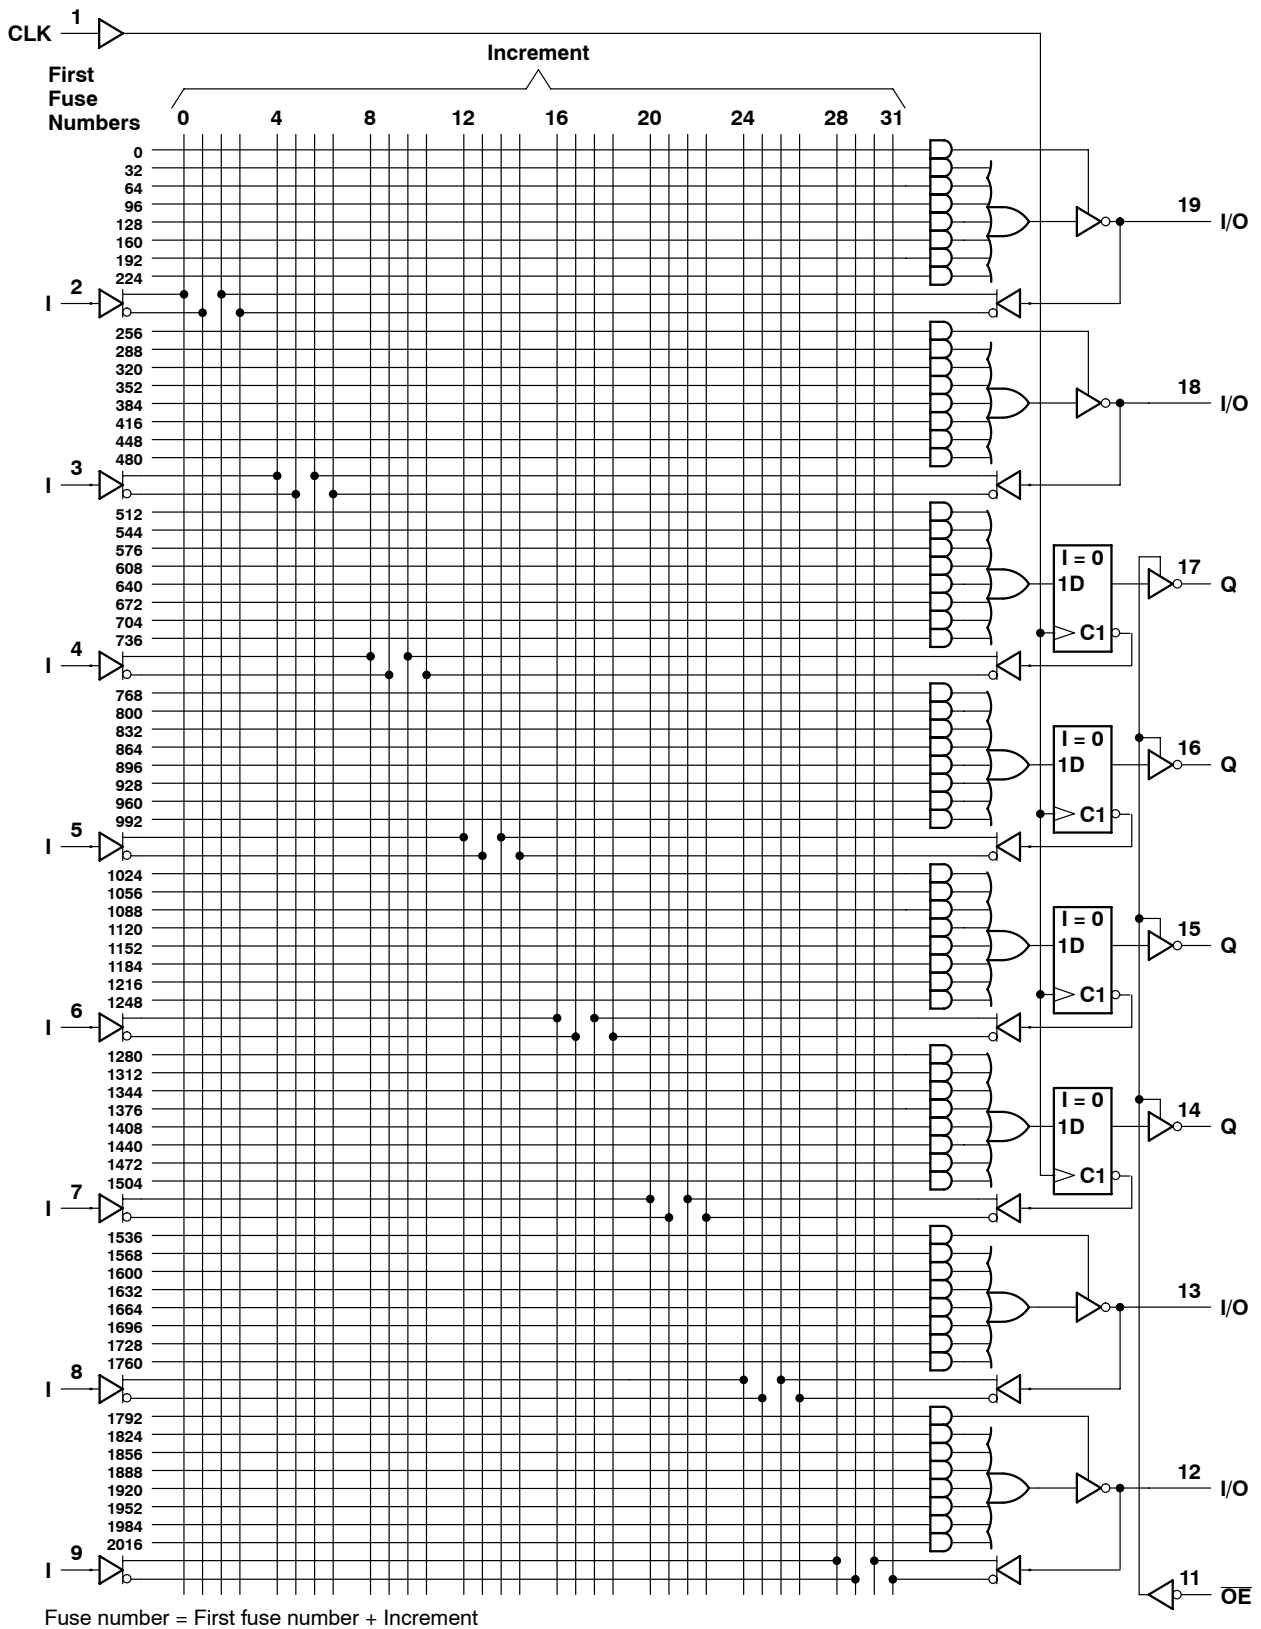 1
CLK
Increment
First
Fuse
Numbers
0 4 8 12 16 20 24 28 31
0
32
64
96
128
160
192
224
19
I/O
2
I
256
288
320
352
384
416
448
480
18
I/O
3
I
512
544
576
608
640
672
704
736
I = 0
1D
C1
17
Q
4
I
768
800
832
864
896
928
960
992
I = 0
1D
C1
16
Q
5
I
1024
1056
1088
1120
1152
1184
1216
1248
I = 0
1D
C1
15
Q
6
I
1280
1312
1344
1376
1408
1440
1472
1504
I = 0
1D
C1
14
Q
7
I
1536
1568
1600
1632
1664
1696
1728
1760
13
I/O
8
I
1792
1824
1856
1888
1920
1952
1984
2016
12
I/O
9
I
11
OE
Fuse number = First fuse number + Increment